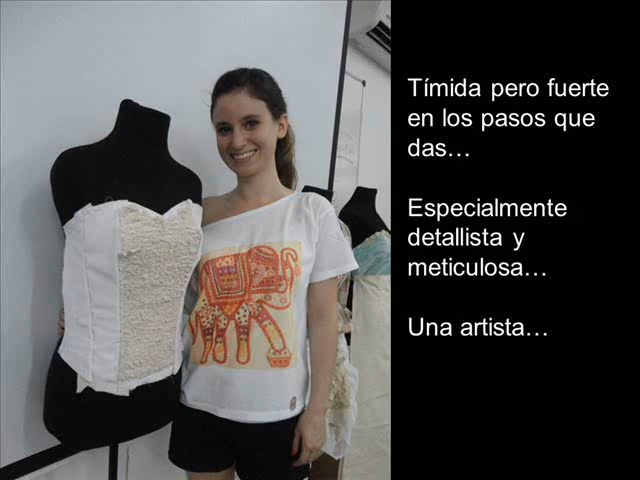 Tímida pero fuerte
en los pasos que
das…
Especialmente
detallista y
meticulosa…
Una artista…